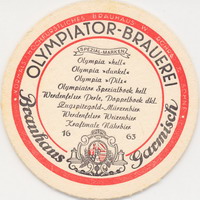 OLYMPIATOR-BRAUEREI
SPEZIAL-MARKEN
Olympia »hell«
Olympia »dunkel«
Olympia »Pils«
Olympiator Spezialbock hell
Werdenfelser Perle, Doppelbock dkl.
Zugspitzgold-Märzenbier
Werdenfelser Weizenbier
Kraftmalz Nährbier
16 63
Brauhaus Garmisch